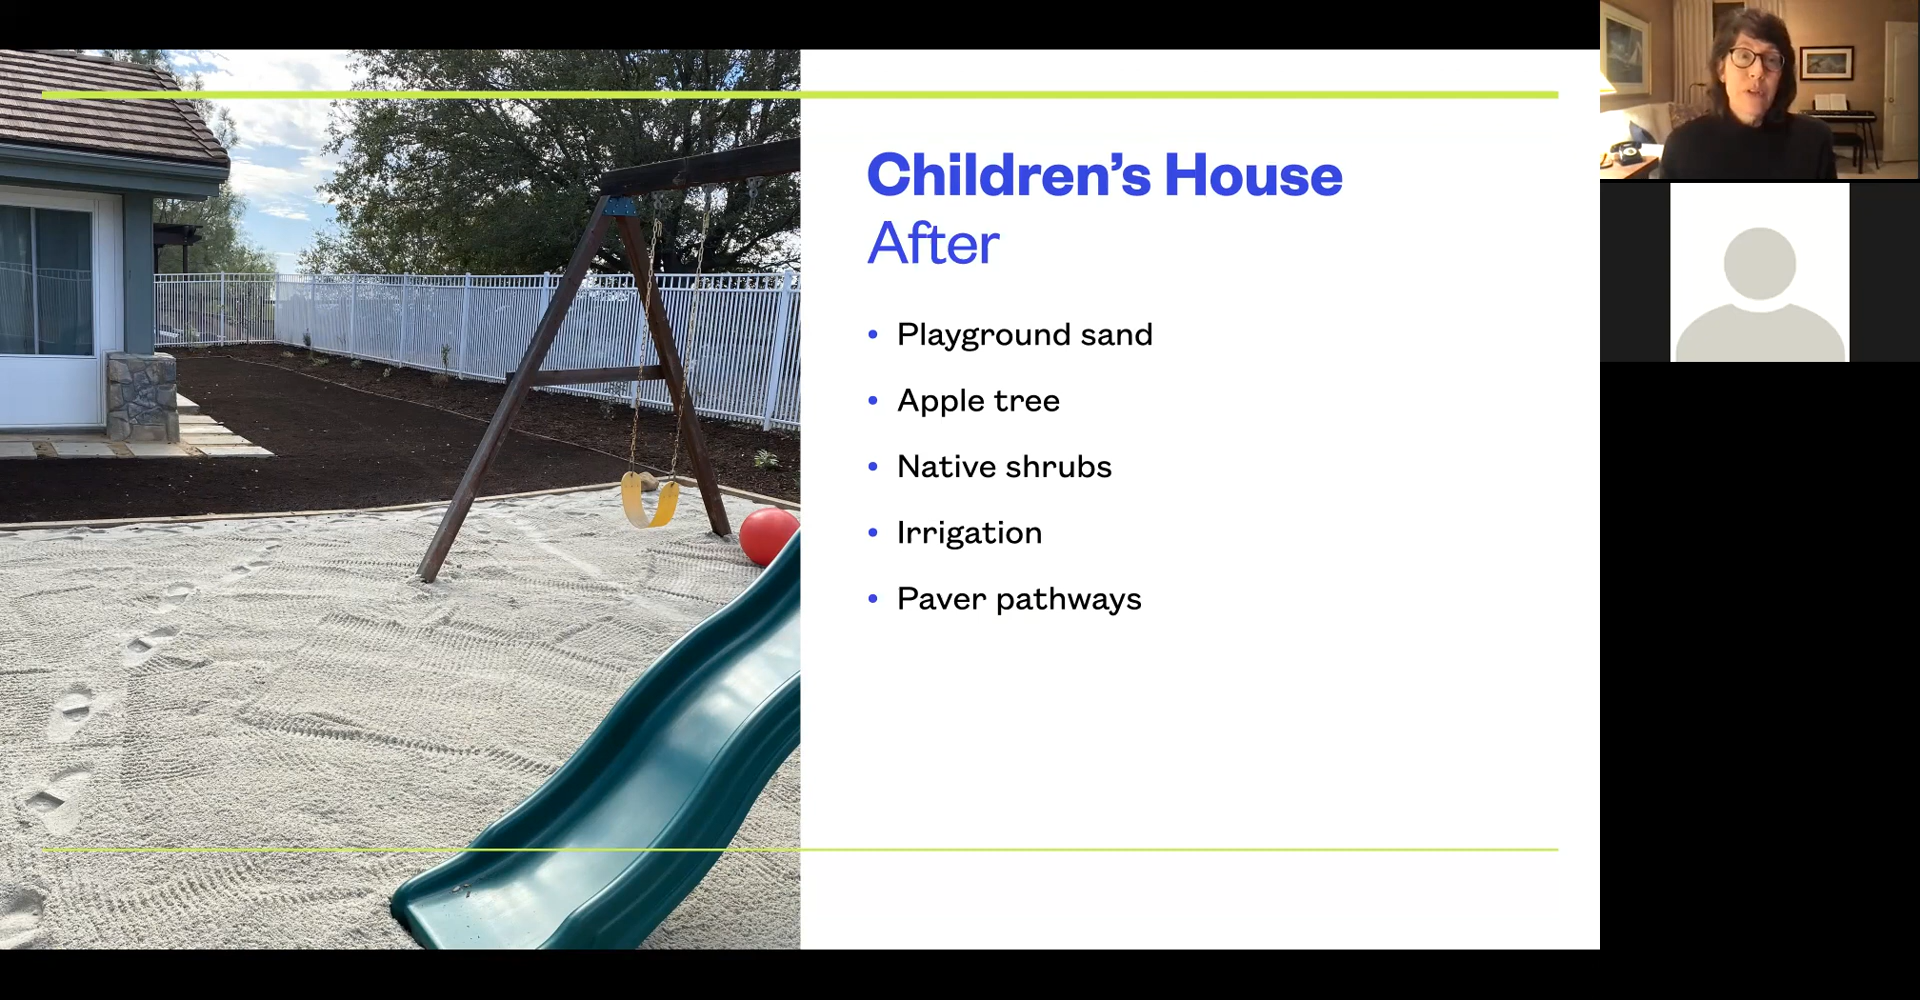 Children's House
After
• Playground sand
• Apple tree
• Native shrubs
• Irrigation
• Paver pathways